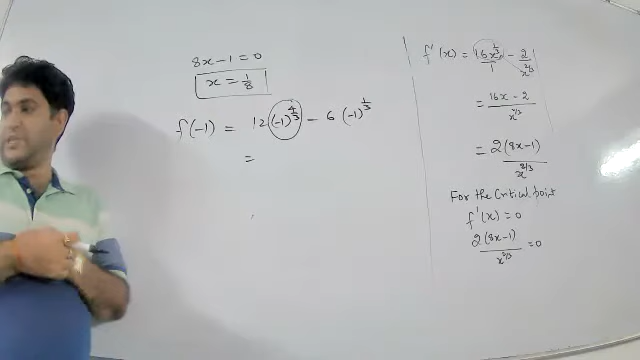 8x-1=0
x = 1/8
f(-1) = 12(-1)^{4/3} - 6(-1)^{1/3}
=
f'(x) = 16x^{1/3}/1 - 2/x^{2/3}
= 16x-2/x^{2/3}
= 2(8x-1)/x^{2/3}
For the Critical point
f'(x) = 0
2(8x-1)/x^{2/3} = 0